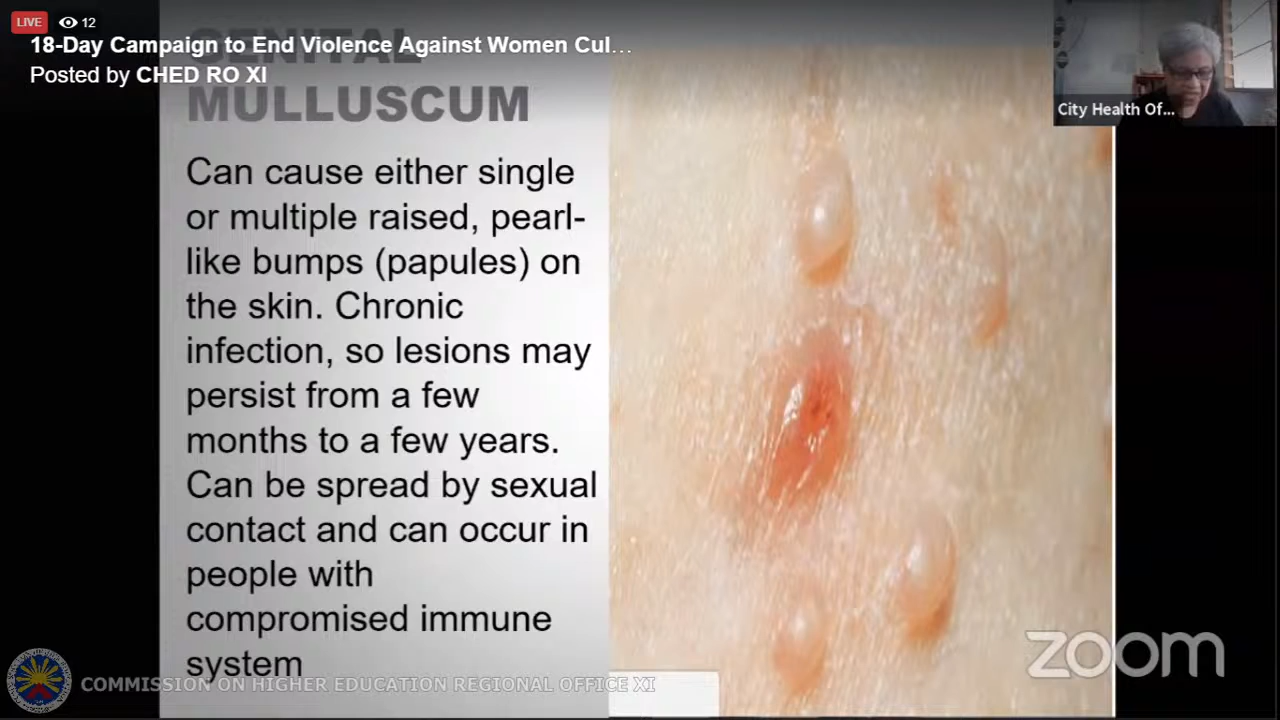 LIVE 12
18-Day Campaign to End Violence Against Women Cul...
Posted by CHED RO XI
City Health Of...
GENITAL
MULLUSCUM
Can cause either single
or multiple raised, pearl-
like bumps (papules) on
the skin. Chronic
infection, so lesions may
persist from a few
months to a few years.
Can be spread by sexual
contact and can occur in
people with
compromised immune
system
COMMISSION ON HIGHER EDUCATION REGIONAL OFFICE XI
zoom